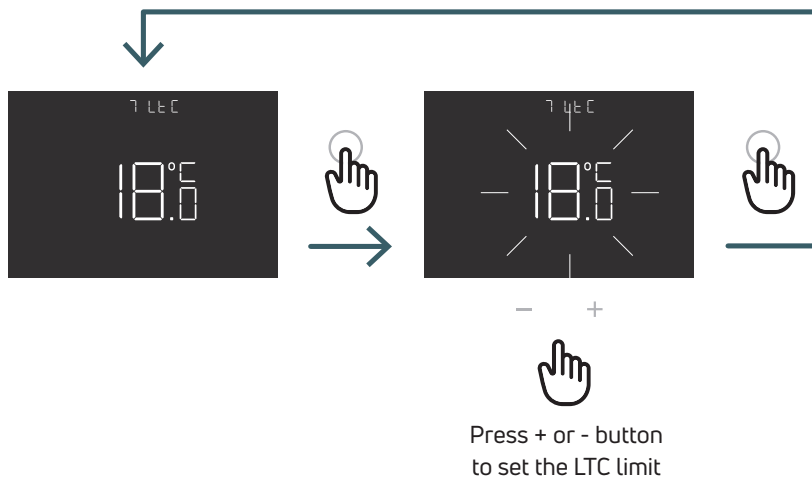 7 LtC
18.0 °C
7 LtC
18.0 °C
- +
Press + or - button
to set the LTC limit